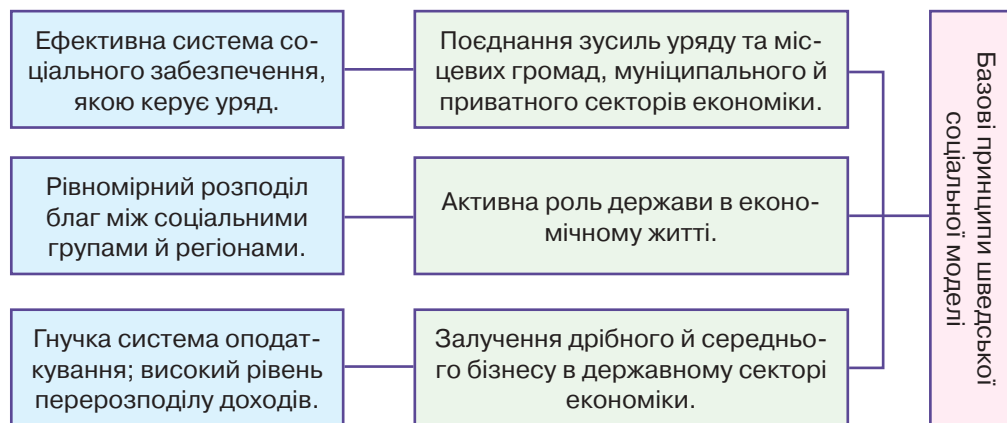 Ефективна система со-
ціального забезпечення,
якою керує уряд.
Поєднання зусиль уряду та міс-
цевих громад, муніципального й
приватного секторів економіки.
Рівномірний розподіл
благ між соціальними
групами й регіонами.
Активна роль держави в еконо-
мічному житті.
Гнучка система оподат-
кування; високий рівень
перерозподілу доходів.
Залучення дрібного й середньо-
го бізнесу в державному секторі
економіки.
Базові принципи шведської
соціальної моделі